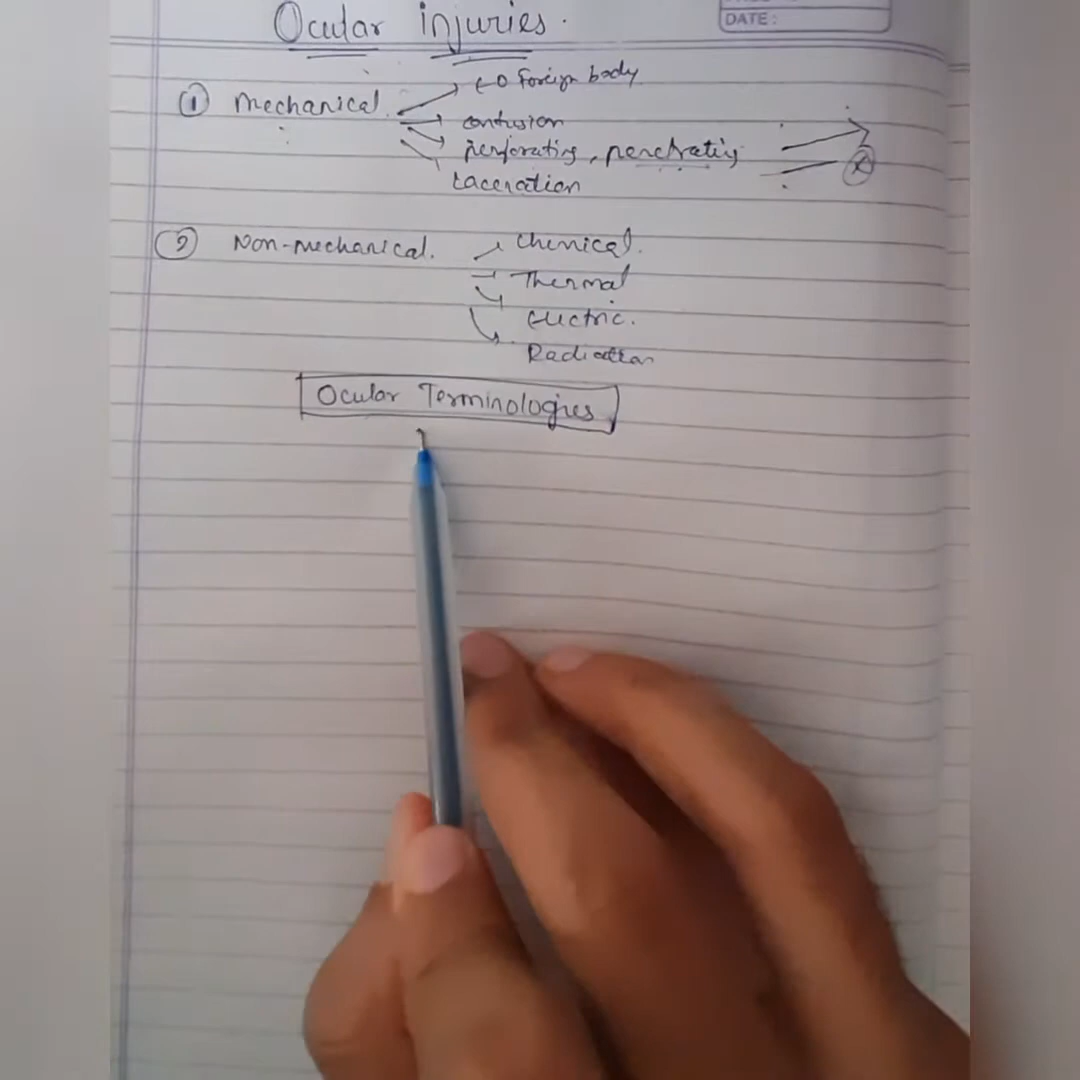 Ocular injuries.
DATE :
① Mechanical
Foreign body
contusion
perforating, penetrating
Laceration
② Non-mechanical.
Chemical.
Thermal
Electric.
Radiation
Ocular Terminologies